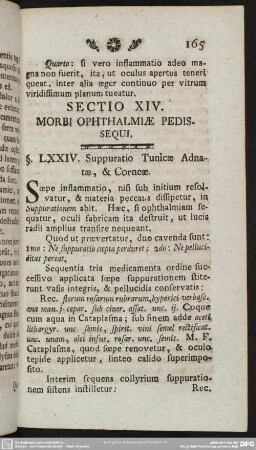 165
Quarto: si vero inflammatio adeo ma-
gna non fuerit, ita, ut oculus apertus teneri
queat, inter alia æger continuo per vitrum
viridissimum planum tueatur.
SECTIO XIV.
MORBI OPHTHALMIÆ PEDIS-
SEQUI.
§. LXXIV. Suppuratio Tunicæ Adna-
tæ, & Corneæ.
Sæpe inflammatio, nisi sub initium resol-
vatur, & materia peccans dissipetur, in
Suppurationem abit. Hæc, si ophthalmiam se-
quatur, oculi fabricam ita destruit, ut lucis
radii amplius transire nequeant.
Quod ut prævertatur, duo cavenda sunt:
1mo: Ne suppuratio cæpta perduret; 2do: Ne pelluci-
ditas pereat.
Sequentia tria medicamenta ordine suc-
cessivo applicata sæpe suppurationem stite-
runt vasis integris, & pellucidis conservatis:
Rec. florum rosarum rubrarum, hyperici verbasc.
ana man. j. capar. sub ciner. assat. unc. ij. Coque
cum aqua in Cataplasma; sub finem adde aceti
lithargyr. unc. semis, spirit. vini semel rectificat.
unc. unam, olei infus. rosar. unc. semis. M. F.
Cataplasma, quod sæpe renovetur, & oculo
tepide applicetur, linteo calido superimpo-
sito.
Interim sequens collyrium suppuratio-
nem sistens instilletur:
Rec.